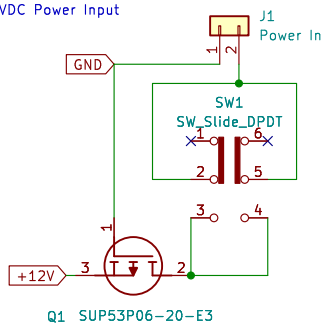 VDC Power Input
J1
Power In
1
2
GND
SW1
SW_Slide_DPDT
1
6
2
5
3
4
1
+12V
3
2
Q1
SUP53P06-20-E3